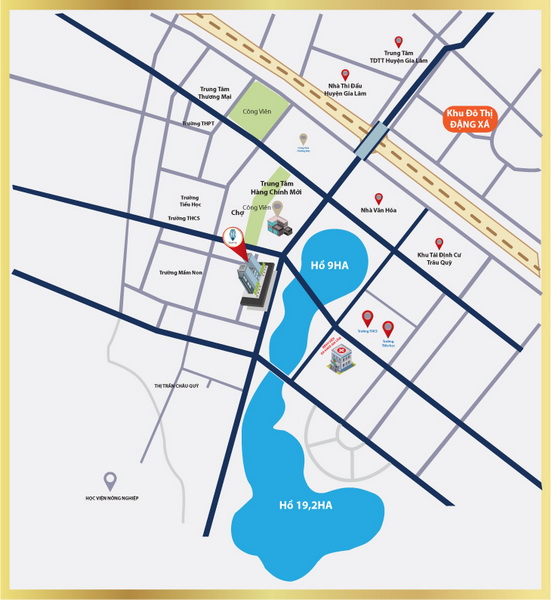 Trung Tâm
TDTT Huyện Gia Lâm
Nhà Thi Đấu
Huyện Gia Lâm
Trung Tâm
Thương Mại
Công Viên
Trường THPT
Khu Đô Thị
ĐẶNG XÁ
Trung Tâm
Hành Chính Mới
Trường
Tiểu Học
Trường THCS
Chợ
Công Viên
Nhà Văn Hóa
Khu Tái Định Cư
Trâu Quỳ
Hồ 9HA
Trường Mầm Non
Trường THCS
Trường
THỊ TRẤN CHÂU QUỲ
HỌC VIỆN NÔNG NGHIỆP
Hồ 19,2HA